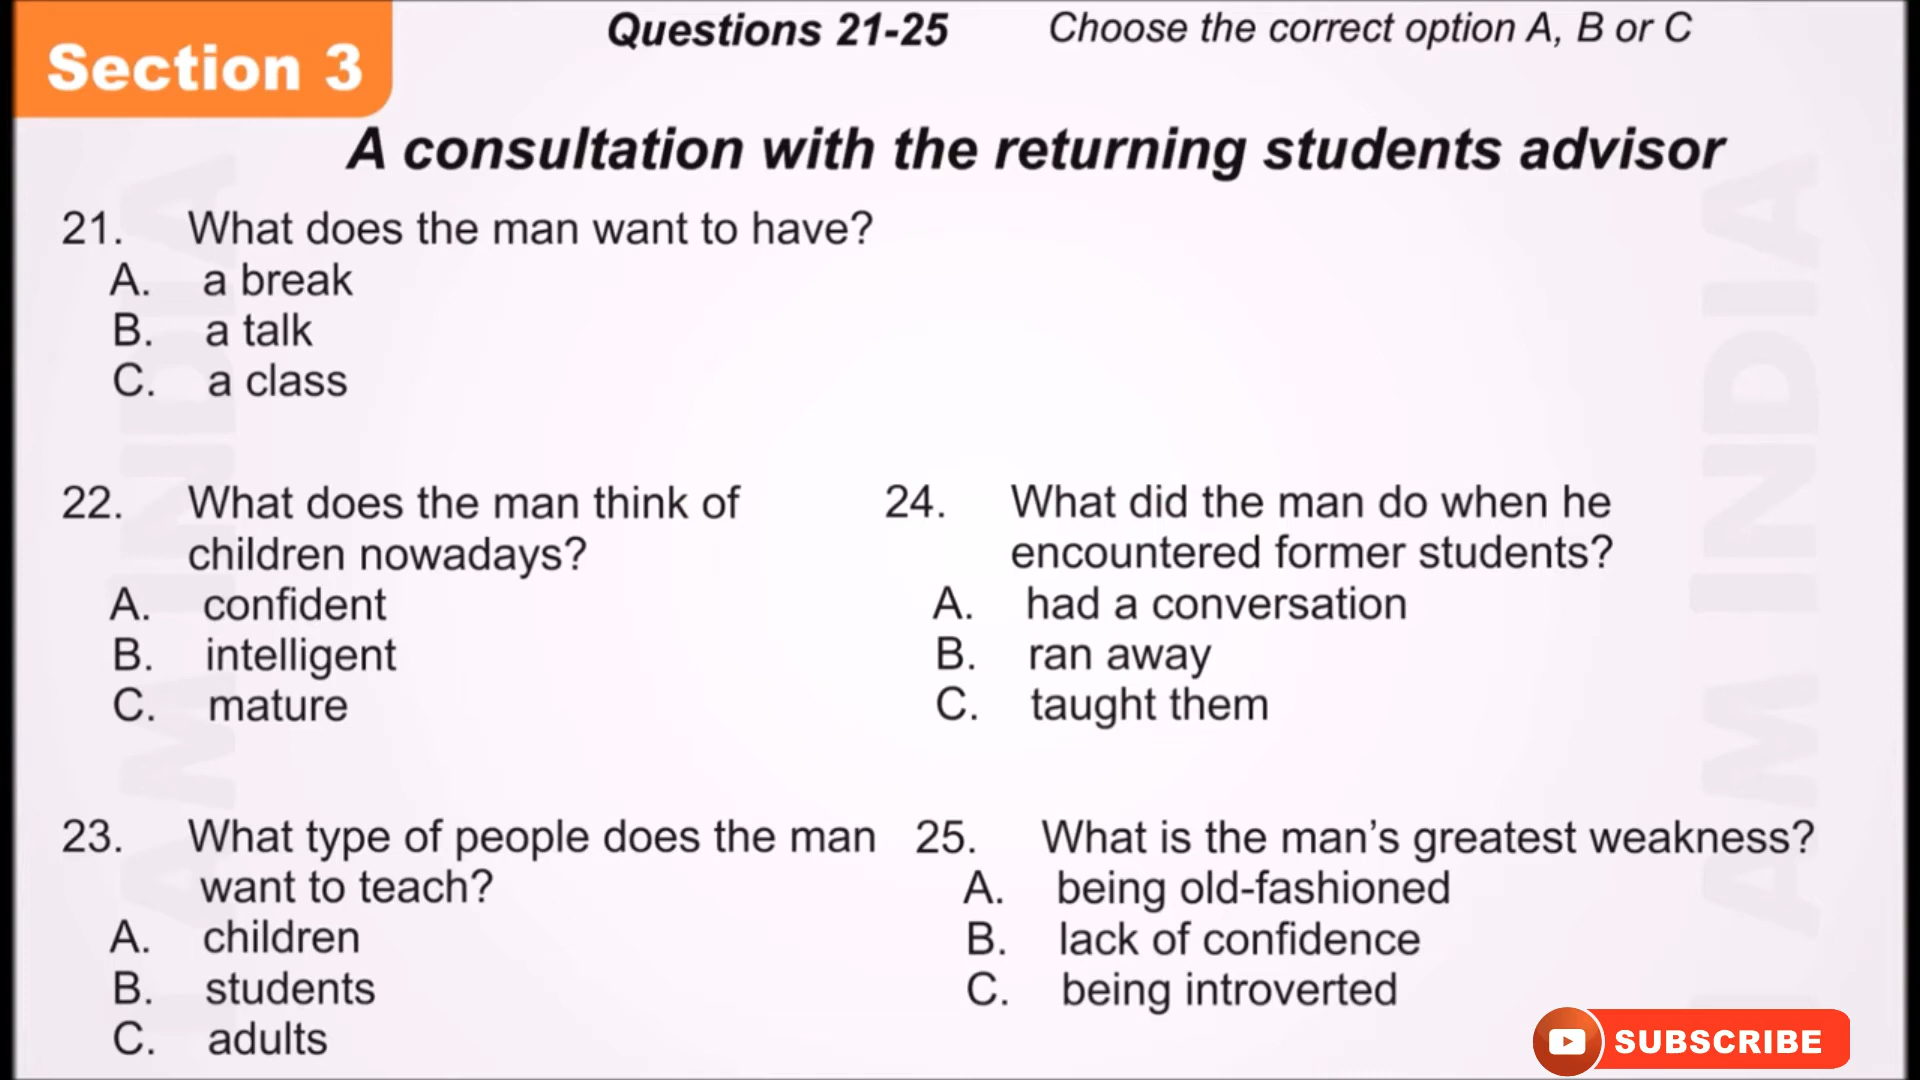 Section 3
Questions 21-25 Choose the correct option A, B or C
A consultation with the returning students advisor
21. What does the man want to have?
A. a break
B. a talk
C. a class
22. What does the man think of
children nowadays?
A. confident
B. intelligent
C. mature
23. What type of people does the man
want to teach?
A. children
B. students
C. adults
24. What did the man do when he
encountered former students?
A. had a conversation
B. ran away
C. taught them
25. What is the man's greatest weakness?
A. being old-fashioned
B. lack of confidence
C. being introverted
SUBSCRIBE
I AM INDIA
I AM INDIA